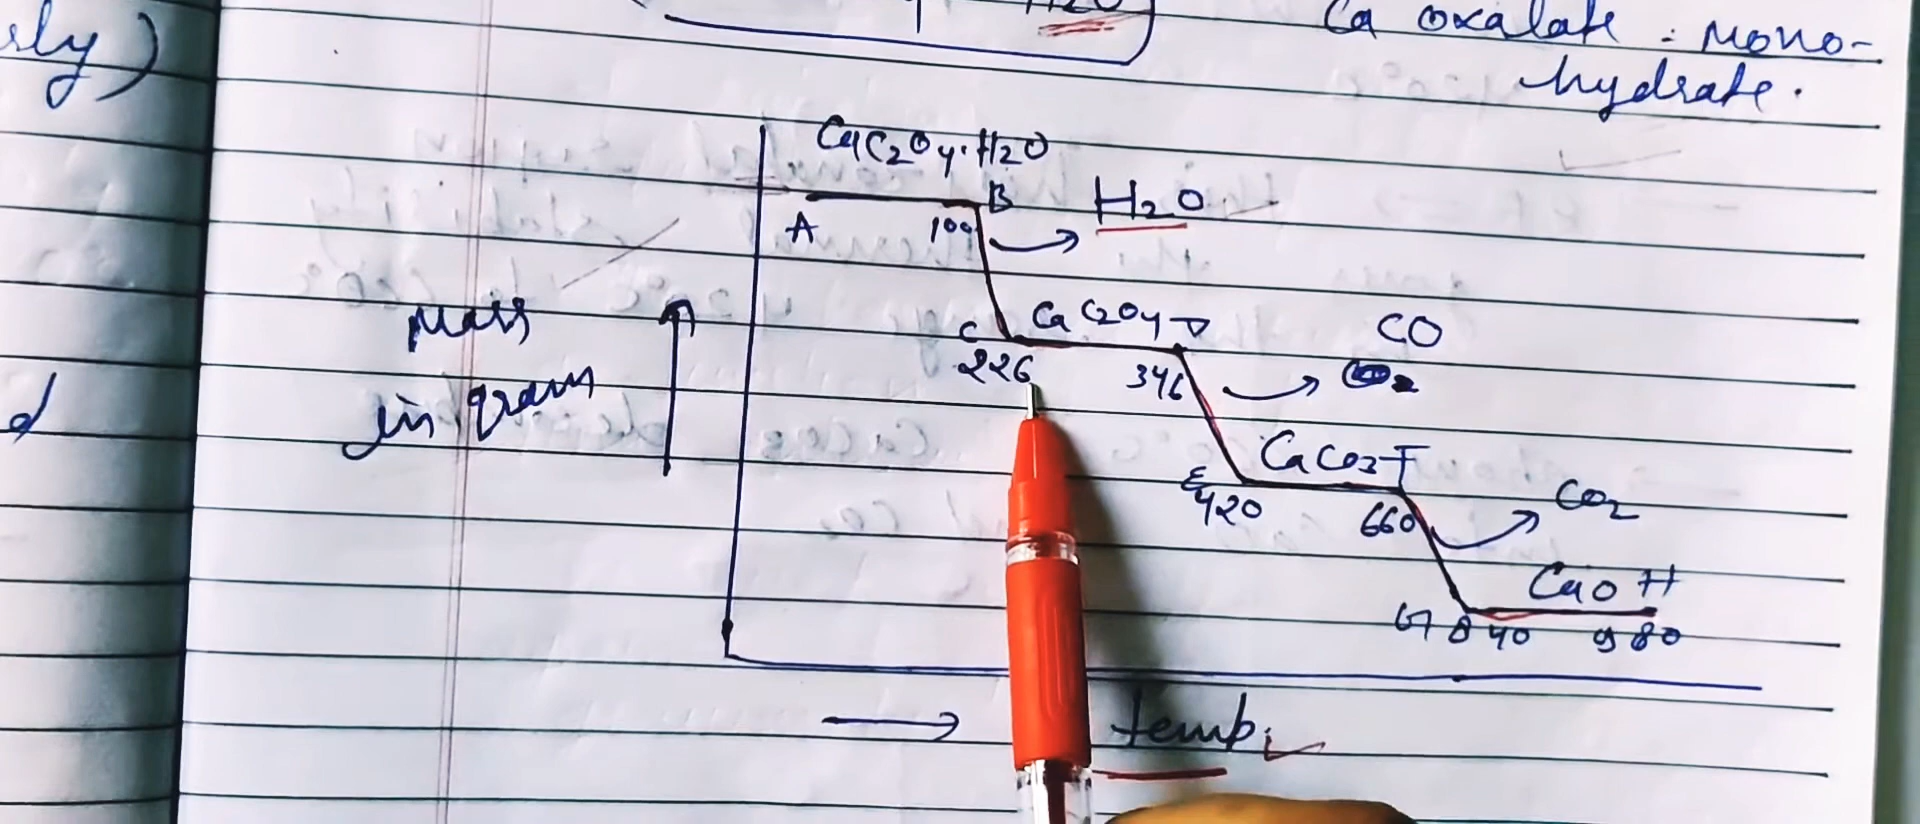 H2O
Ca oxalate : Mono-
hydrate.
CaC2O4.H2O
A 100 B H2O
Mass
in gram
C CaC2O4 D CO
226 346
E CaCO3 F CO2
420 660
CaO H
G 840 980
temp.